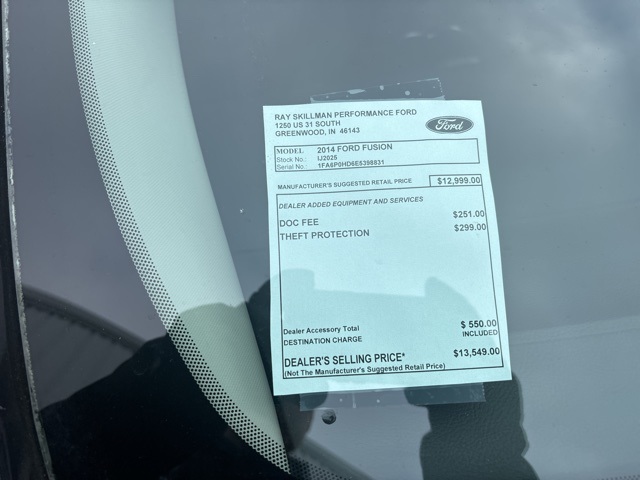 RAY SKILLMAN PERFORMANCE FORD
1250 US 31 SOUTH
GREENWOOD, IN 46143
Ford
MODEL 2014 FORD FUSION
Stock No.: IJ2025
Serial No.: 1FA6P0HD6E5398831
MANUFACTURER'S SUGGESTED RETAIL PRICE $12,999.00
DEALER ADDED EQUIPMENT AND SERVICES
DOC FEE $251.00
THEFT PROTECTION $299.00
Dealer Accessory Total $ 550.00
DESTINATION CHARGE INCLUDED
DEALER'S SELLING PRICE* $13,549.00
(Not The Manufacturer's Suggested Retail Price)